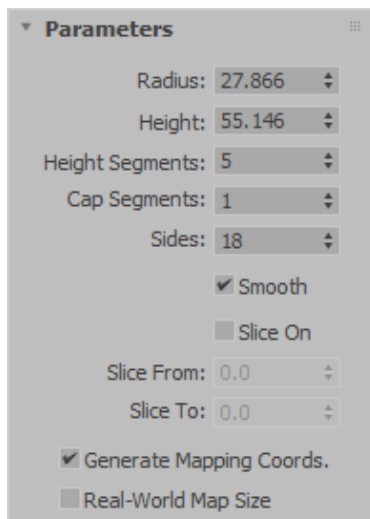 Parameters
Radius: 27.866
Height: 55.146
Height Segments: 5
Cap Segments: 1
Sides: 18
Smooth
Slice On
Slice From: 0.0
Slice To: 0.0
Generate Mapping Coords.
Real-World Map Size